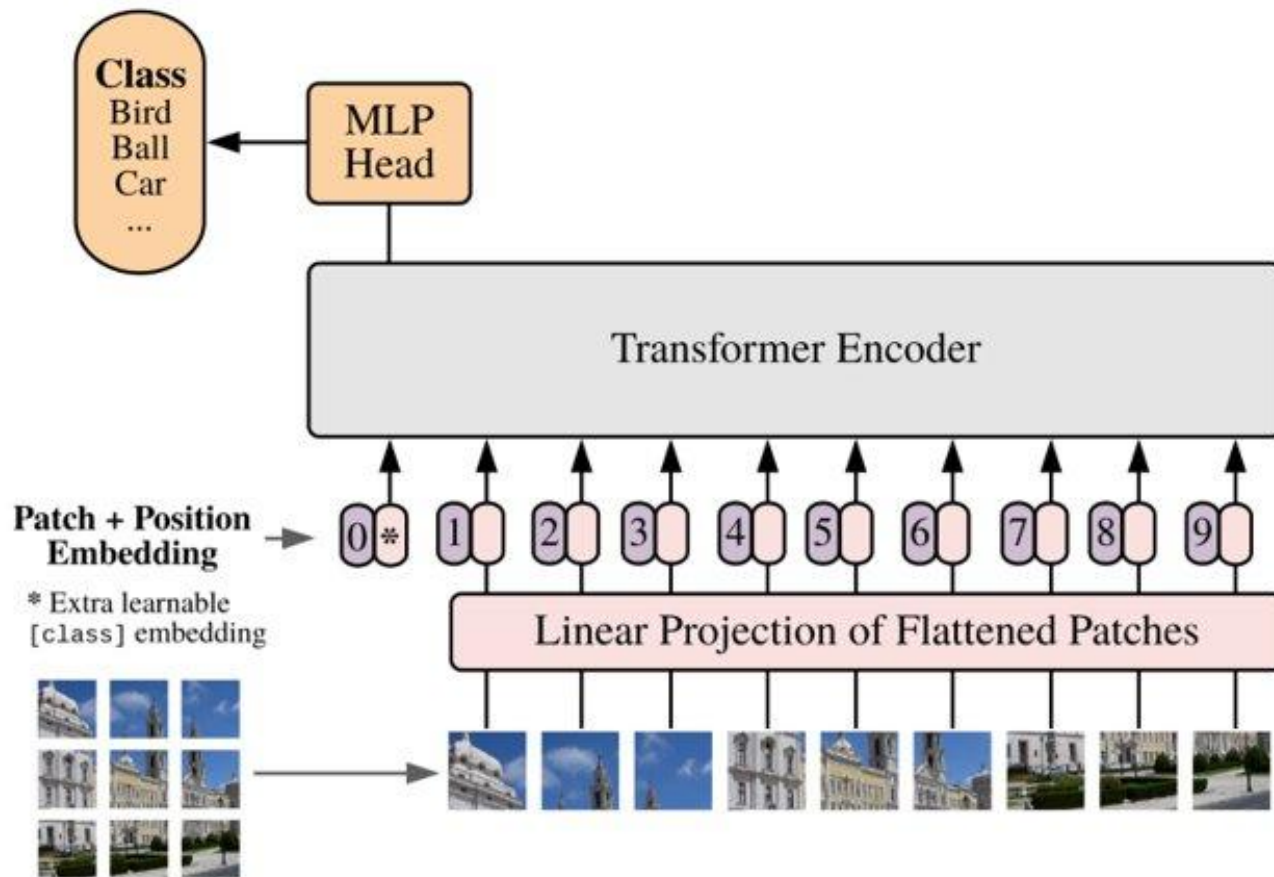 Class
Bird
Ball
Car
...
MLP
Head
Transformer Encoder
Patch + Position
Embedding
0 * 1 2 3 4 5 6 7 8 9
* Extra learnable
[class] embedding
Linear Projection of Flattened Patches